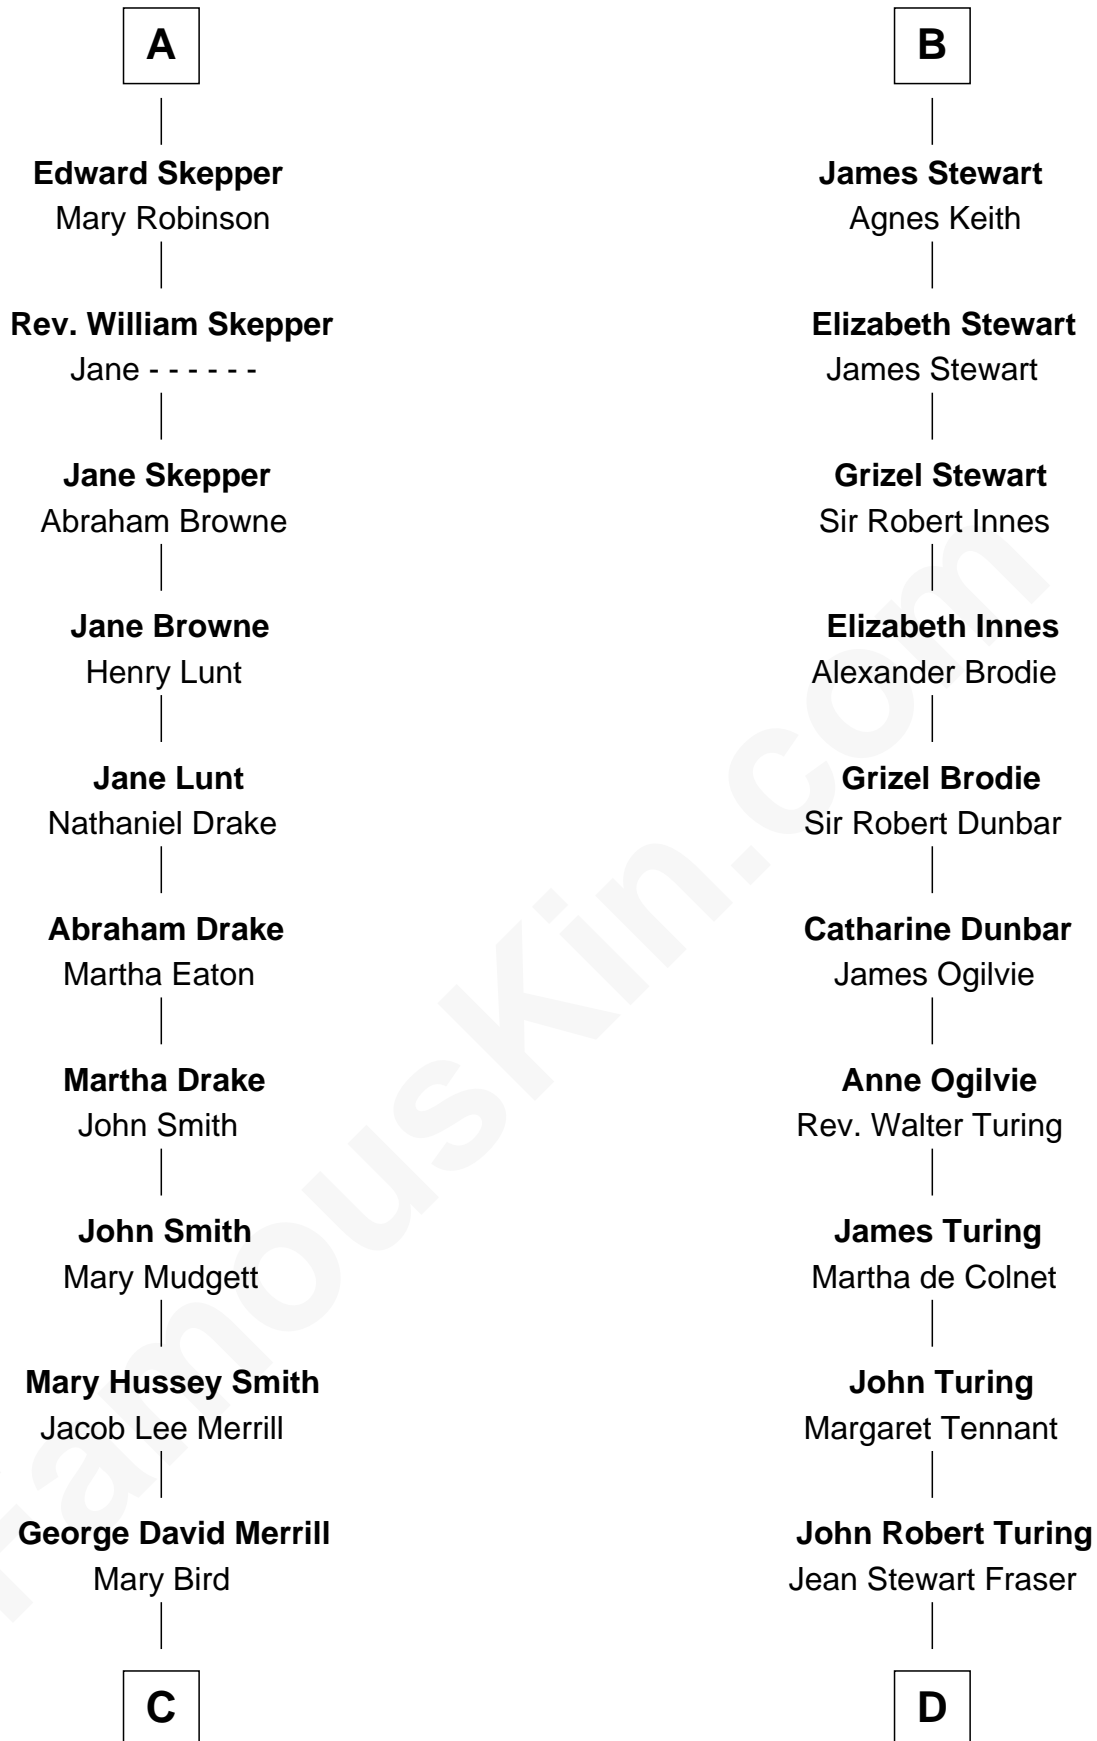 A
Edward Skepper
Mary Robinson
Rev. William Skepper
Jane - - - - - -
Jane Skepper
Abraham Browne
Jane Browne
Henry Lunt
Jane Lunt
Nathaniel Drake
Abraham Drake
Martha Eaton
Martha Drake
John Smith
John Smith
Mary Mudgett
Mary Hussey Smith
Jacob Lee Merrill
George David Merrill
Mary Bird
C
B
James Stewart
Agnes Keith
Elizabeth Stewart
James Stewart
Grizel Stewart
Sir Robert Innes
Elizabeth Innes
Alexander Brodie
Grizel Brodie
Sir Robert Dunbar
Catharine Dunbar
James Ogilvie
Anne Ogilvie
Rev. Walter Turing
James Turing
Martha de Colnet
John Turing
Margaret Tennant
John Robert Turing
Jean Stewart Fraser
D
FamousKin.com